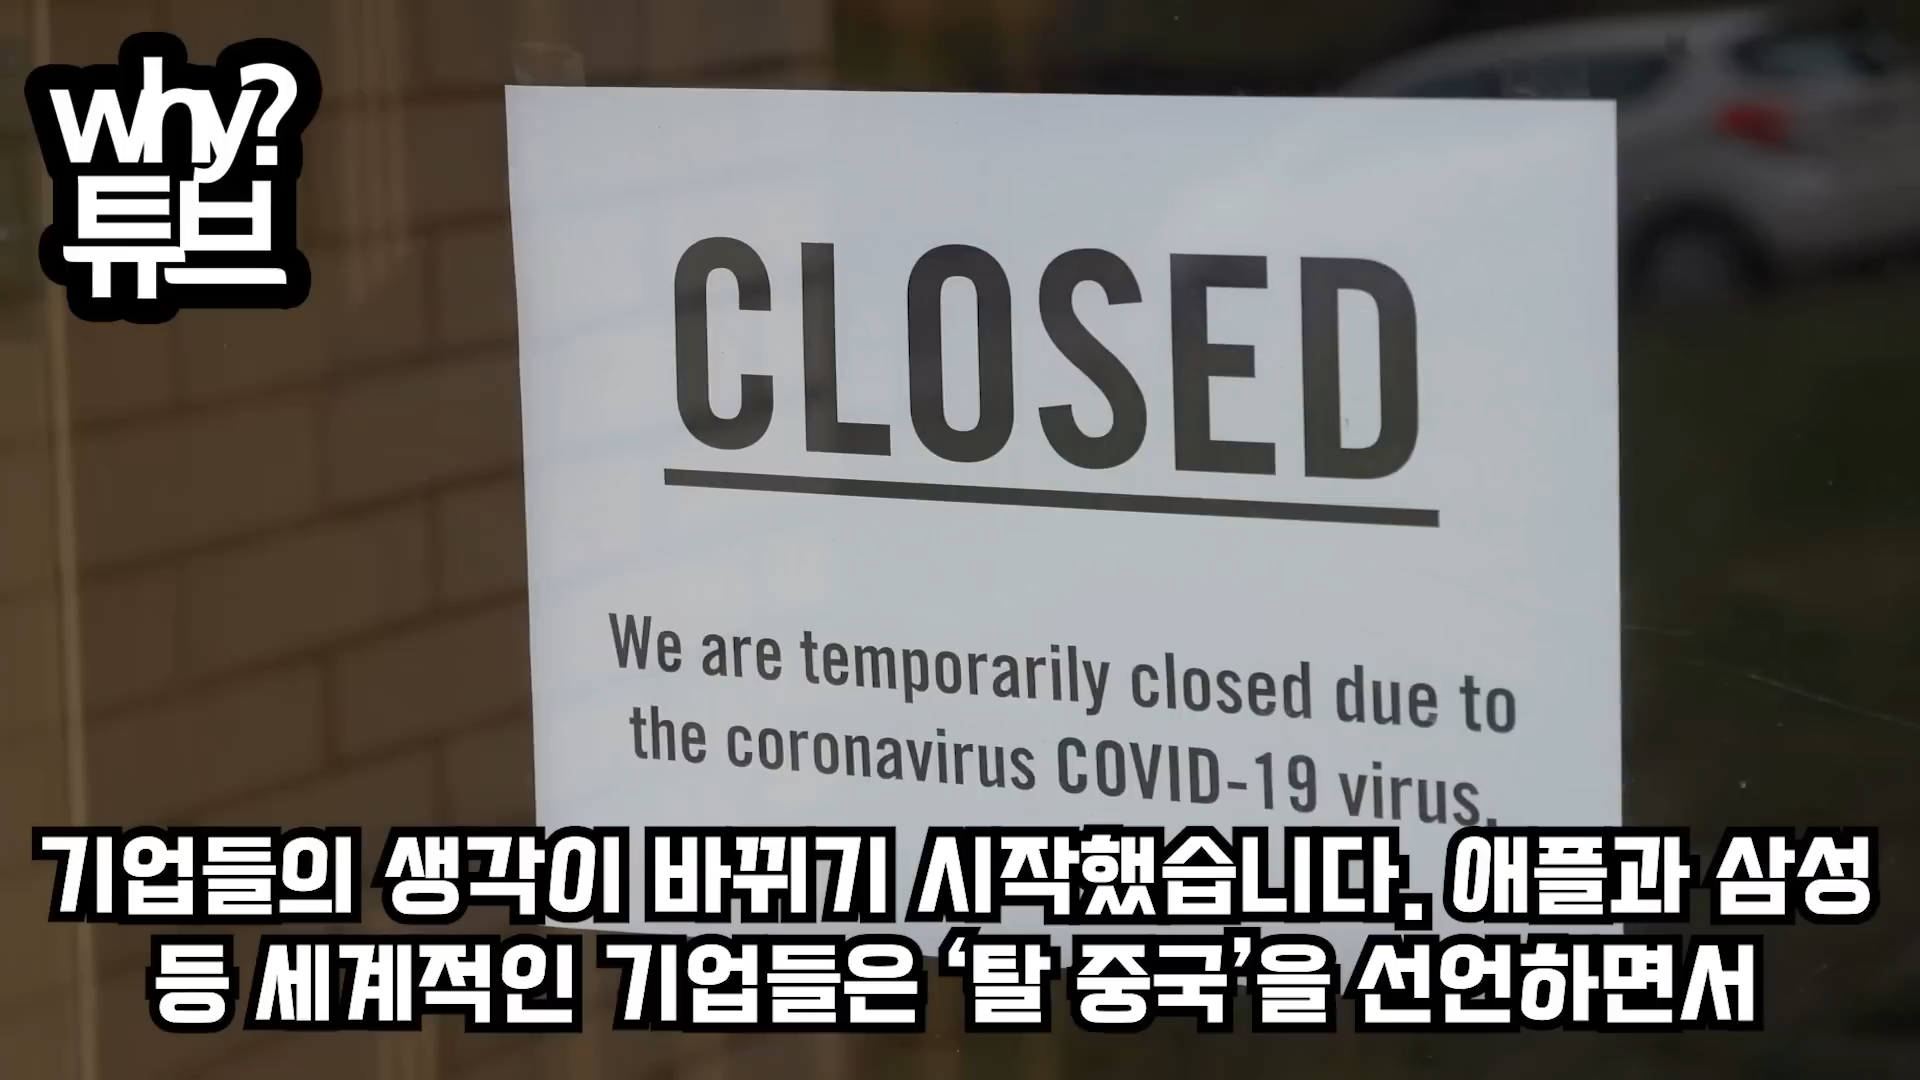 why?
튜브
CLOSED
We are temporarily closed due to
the coronavirus COVID-19 virus.
기업들의 생각이 바뀌기 시작했습니다. 애플과 삼성
등 세계적인 기업들은 ‘탈 중국’을 선언하면서